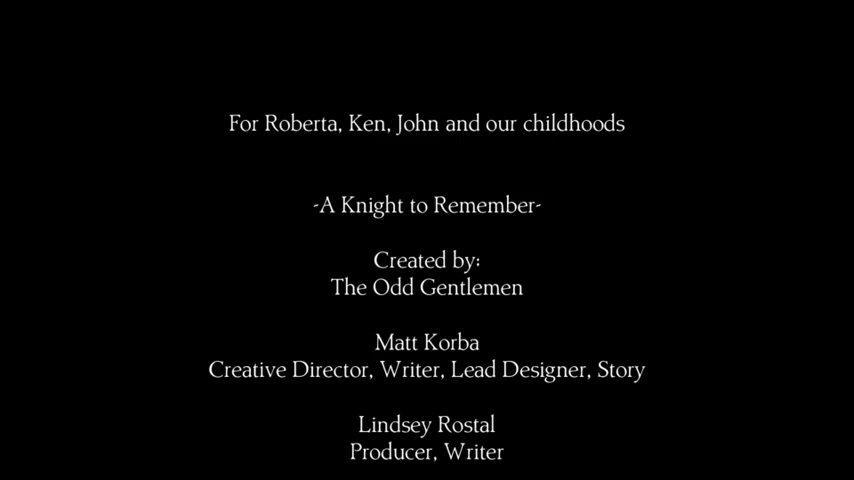 For Roberta, Ken, John and our childhoods
-A Knight to Remember-
Created by:
The Odd Gentlemen
Matt Korba
Creative Director, Writer, Lead Designer, Story
Lindsey Rostal
Producer, Writer